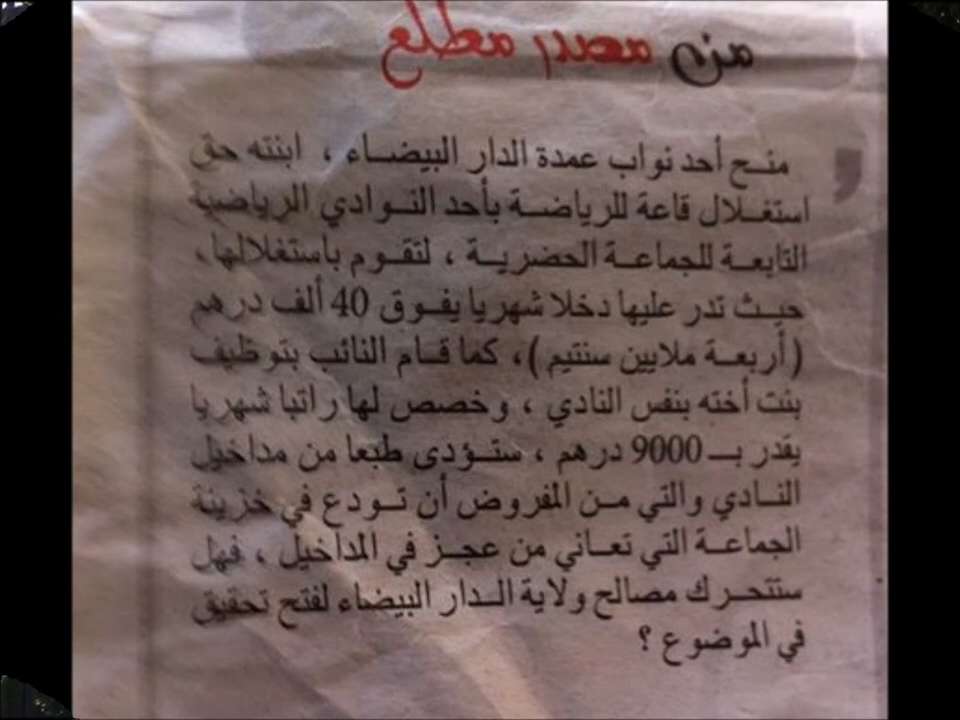 من مصدر مطلع
منح أحد نواب عمدة الدار البيضاء ، ابنته حق
استغلال قاعة للرياضة بأحد النوادي الرياضية
التابعة للجماعة الحضرية ، لتقوم باستغلالها،
حيث تدر عليها دخلا شهريا يفوق 40 ألف درهم
(أربعة ملايين سنتيم)، كما قام النائب بتوظيف
بنت أخته بنفس النادي ، وخصص لها راتبا شهريا
يقدر بـ 9000 درهم ، ستؤدى طبعا من مداخيل
النادي والتي من المفروض أن تودع في خزينة
الجماعة التي تعاني من عجز في المداخيل ، فهل
ستتحرك مصالح ولاية الدار البيضاء لفتح تحقيق
في الموضوع ؟